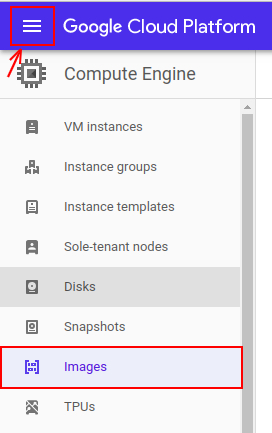 Google Cloud Platform
Compute Engine
VM instances
Instance groups
Instance templates
Sole-tenant nodes
Disks
Snapshots
Images
TPUs